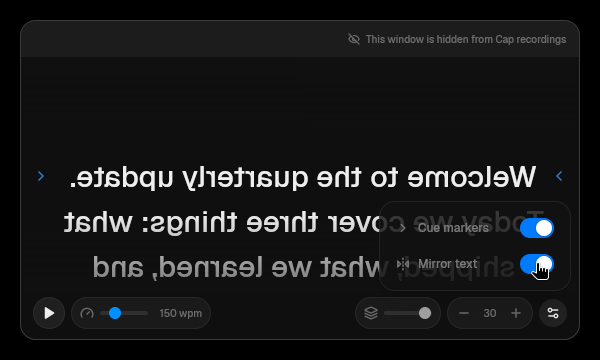 This window is hidden from Cap recordings
Welcome to the quarterly update.
Today we cover three things: what
shipped, what we learned, and
Cue markers
Mirror text
150 wpm
30